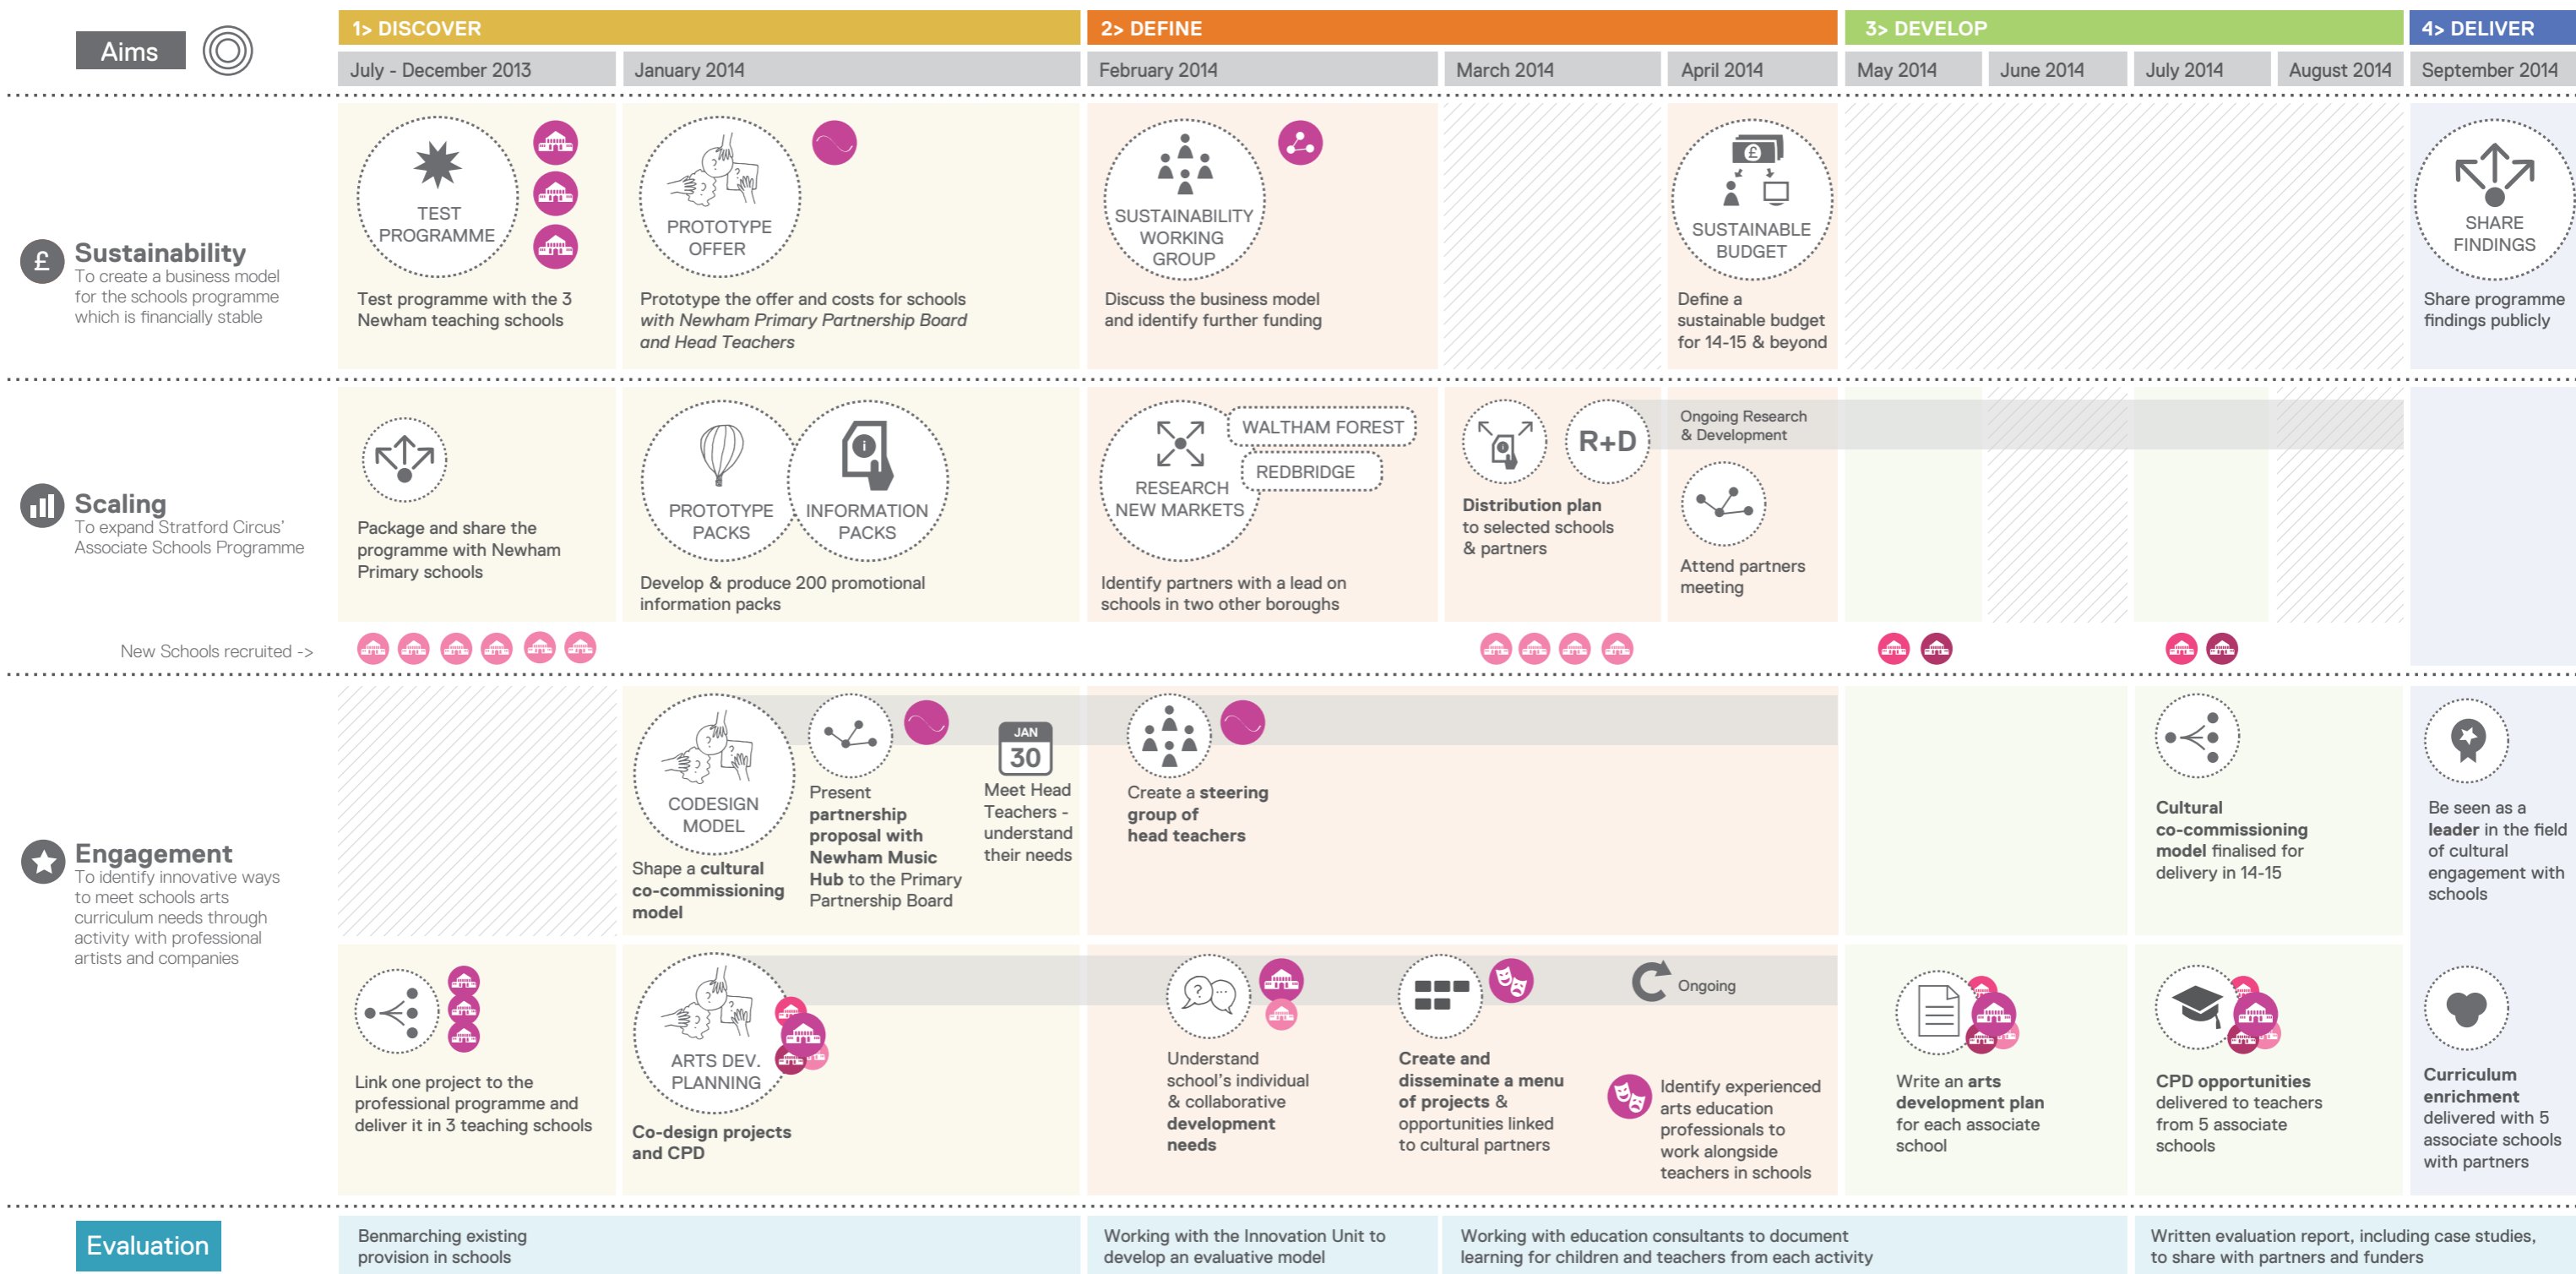 Aims
1> DISCOVER
2> DEFINE
3> DEVELOP
4> DELIVER
July - December 2013
January 2014
February 2014
March 2014
April 2014
May 2014
June 2014
July 2014
August 2014
September 2014
£
Sustainability
To create a business model
for the schools programme
which is financially stable
TEST
PROGRAMME
Test programme with the 3
Newham teaching schools
PROTOTYPE
OFFER
Prototype the offer and costs for schools
with Newham Primary Partnership Board
and Head Teachers
SUSTAINABILITY
WORKING
GROUP
Discuss the business model
and identify further funding
£
SUSTAINABLE
BUDGET
Define a
sustainable budget
for 14-15 & beyond
SHARE
FINDINGS
Share programme
findings publicly
Scaling
To expand Stratford Circus'
Associate Schools Programme
Package and share the
programme with Newham
Primary schools
PROTOTYPE
PACKS
i
INFORMATION
PACKS
Develop & produce 200 promotional
information packs
RESEARCH
NEW MARKETS
WALTHAM FOREST
REDBRIDGE
Identify partners with a lead on
schools in two other boroughs
i
Distribution plan
to selected schools
& partners
R+D
Ongoing Research
& Development
Attend partners
meeting
New Schools recruited ->
Engagement
To identify innovative ways
to meet schools arts
curriculum needs through
activity with professional
artists and companies
CODESIGN
MODEL
Shape a cultural
co-commissioning
model
Present
partnership
proposal with
Newham Music
Hub to the Primary
Partnership Board
JAN
30
Meet Head
Teachers -
understand
their needs
Create a steering
group of
head teachers
Cultural
co-commissioning
model finalised for
delivery in 14-15
Be seen as a
leader in the field
of cultural
engagement with
schools
Link one project to the
professional programme and
deliver it in 3 teaching schools
ARTS DEV.
PLANNING
Co-design projects
and CPD
?
Understand
school's individual
& collaborative
development
needs
Create and
disseminate a menu
of projects &
opportunities linked
to cultural partners
Ongoing
Identify experienced
arts education
professionals to
work alongside
teachers in schools
Write an arts
development plan
for each associate
school
CPD opportunities
delivered to teachers
from 5 associate
schools
Curriculum
enrichment
delivered with 5
associate schools
with partners
Evaluation
Benmarching existing
provision in schools
Working with the Innovation Unit to
develop an evaluative model
Working with education consultants to document
learning for children and teachers from each activity
Written evaluation report, including case studies,
to share with partners and funders